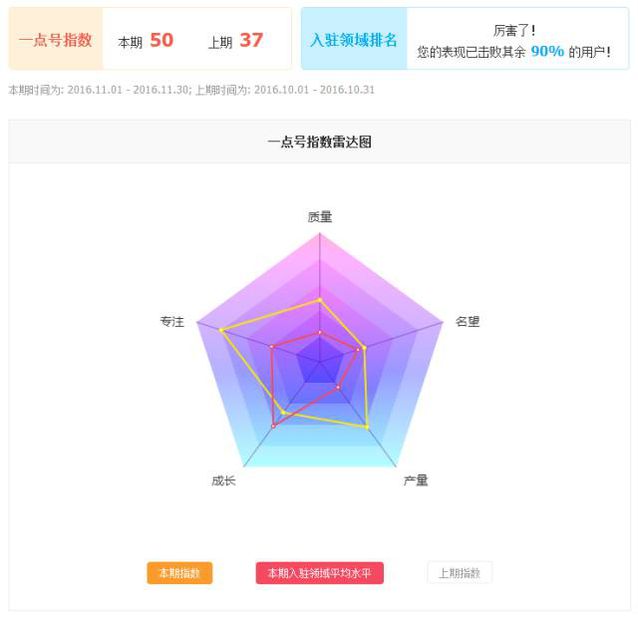 一点号指数 本期 50 上期 37
入驻领域排名
厉害了!
您的表现已击败其余 90% 的用户!
本期时间为: 2016.11.01 - 2016.11.30; 上期时间为: 2016.10.01 - 2016.10.31
一点号指数雷达图
质量
专注
名望
成长
产量
本期指数 本期入驻领域平均水平 上期指数